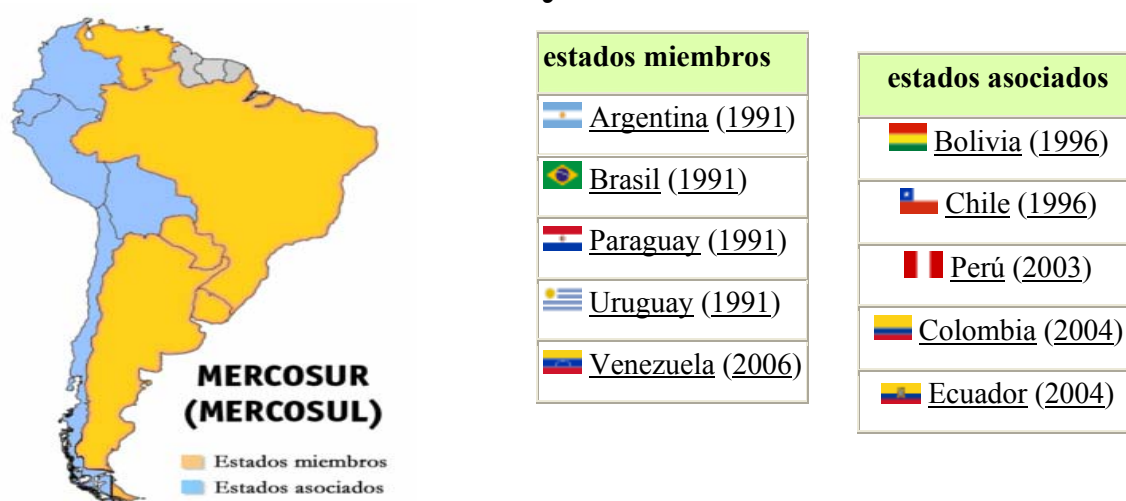 MERCOSUR
(MERCOSUL)
Estados miembros
Estados asociados
estados miembros
Argentina (1991)
Brasil (1991)
Paraguay (1991)
Uruguay (1991)
Venezuela (2006)
estados asociados
Bolivia (1996)
Chile (1996)
Perú (2003)
Colombia (2004)
Ecuador (2004)